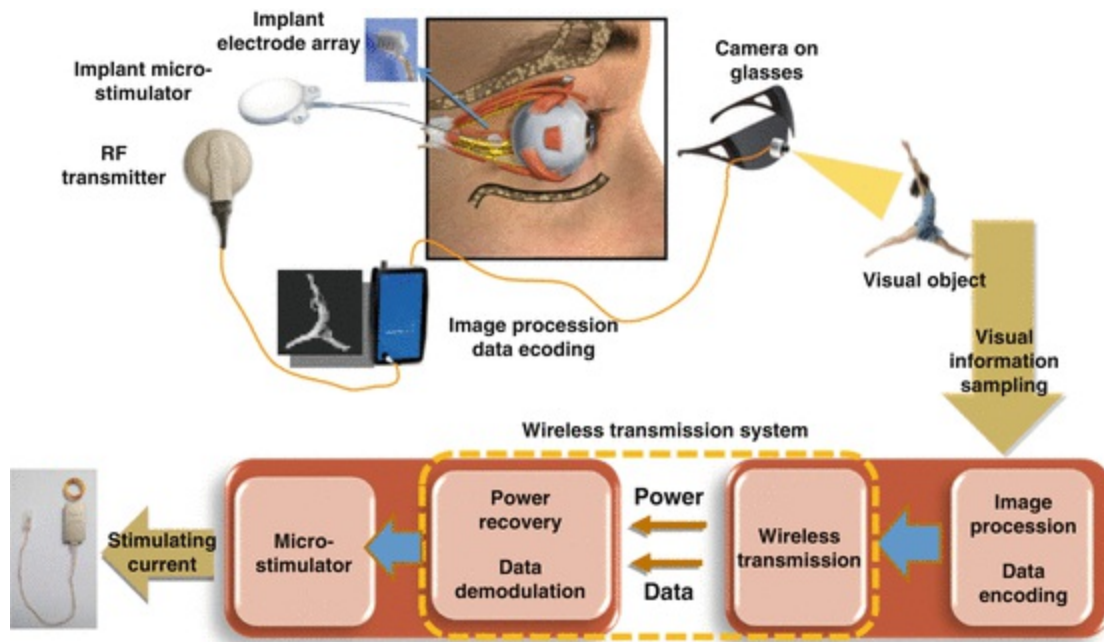 Implant
electrode array
Implant micro-
stimulator
RF
transmitter
Camera on
glasses
Visual object
Image procession
data ecoding
Visual
information
sampling
Wireless transmission system
Stimulating
current
Micro-
stimulator
Power
recovery
Data
demodulation
Power
Data
Wireless
transmission
Image
procession
Data
encoding